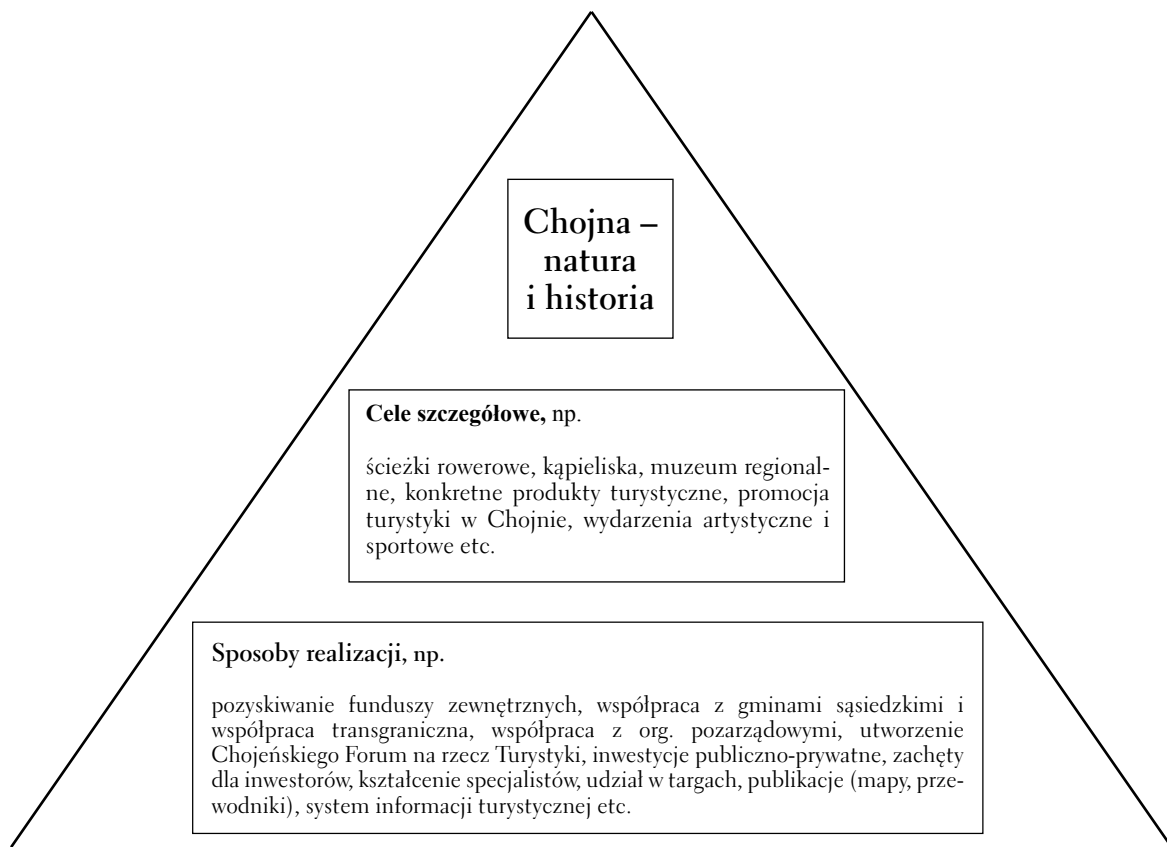 Chojna –
natura
i historia
Cele szczegółowe, np.
ścieżki rowerowe, kąpieliska, muzeum regional-
ne, konkretne produkty turystyczne, promocja
turystyki w Chojnie, wydarzenia artystyczne i
sportowe etc.
Sposoby realizacji, np.
pozyskiwanie funduszy zewnętrznych, współpraca z gminami sąsiedzkimi i
współpraca transgraniczna, współpraca z org. pozarządowymi, utworzenie
Chojeńskiego Forum na rzecz Turystyki, inwestycje publiczno-prywatne, zachęty
dla inwestorów, kształcenie specjalistów, udział w targach, publikacje (mapy, prze-
wodniki), system informacji turystycznej etc.